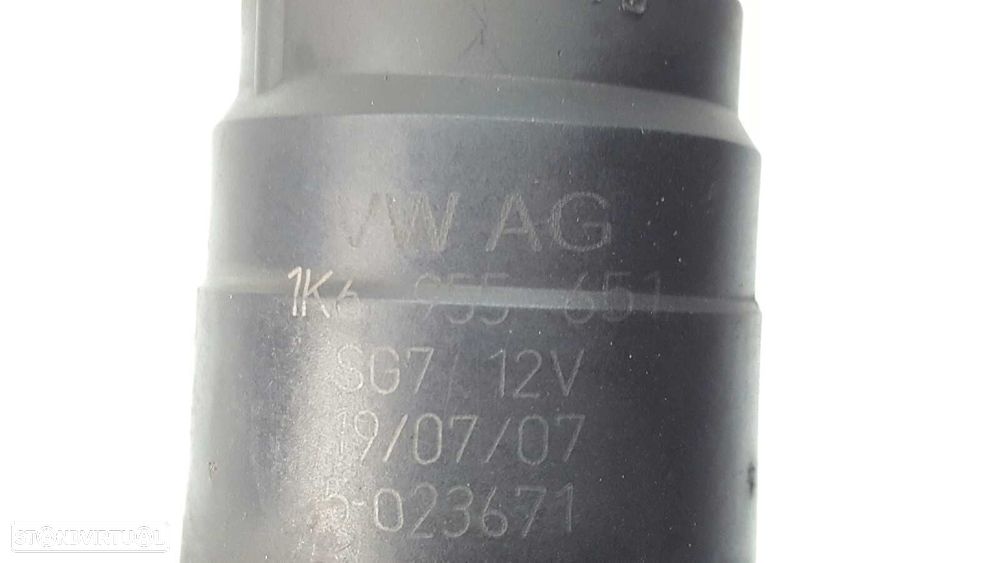 VW AG
1K6 955 651
SG7 12V
19/07/07
5-023671
STANDVIRTUAL